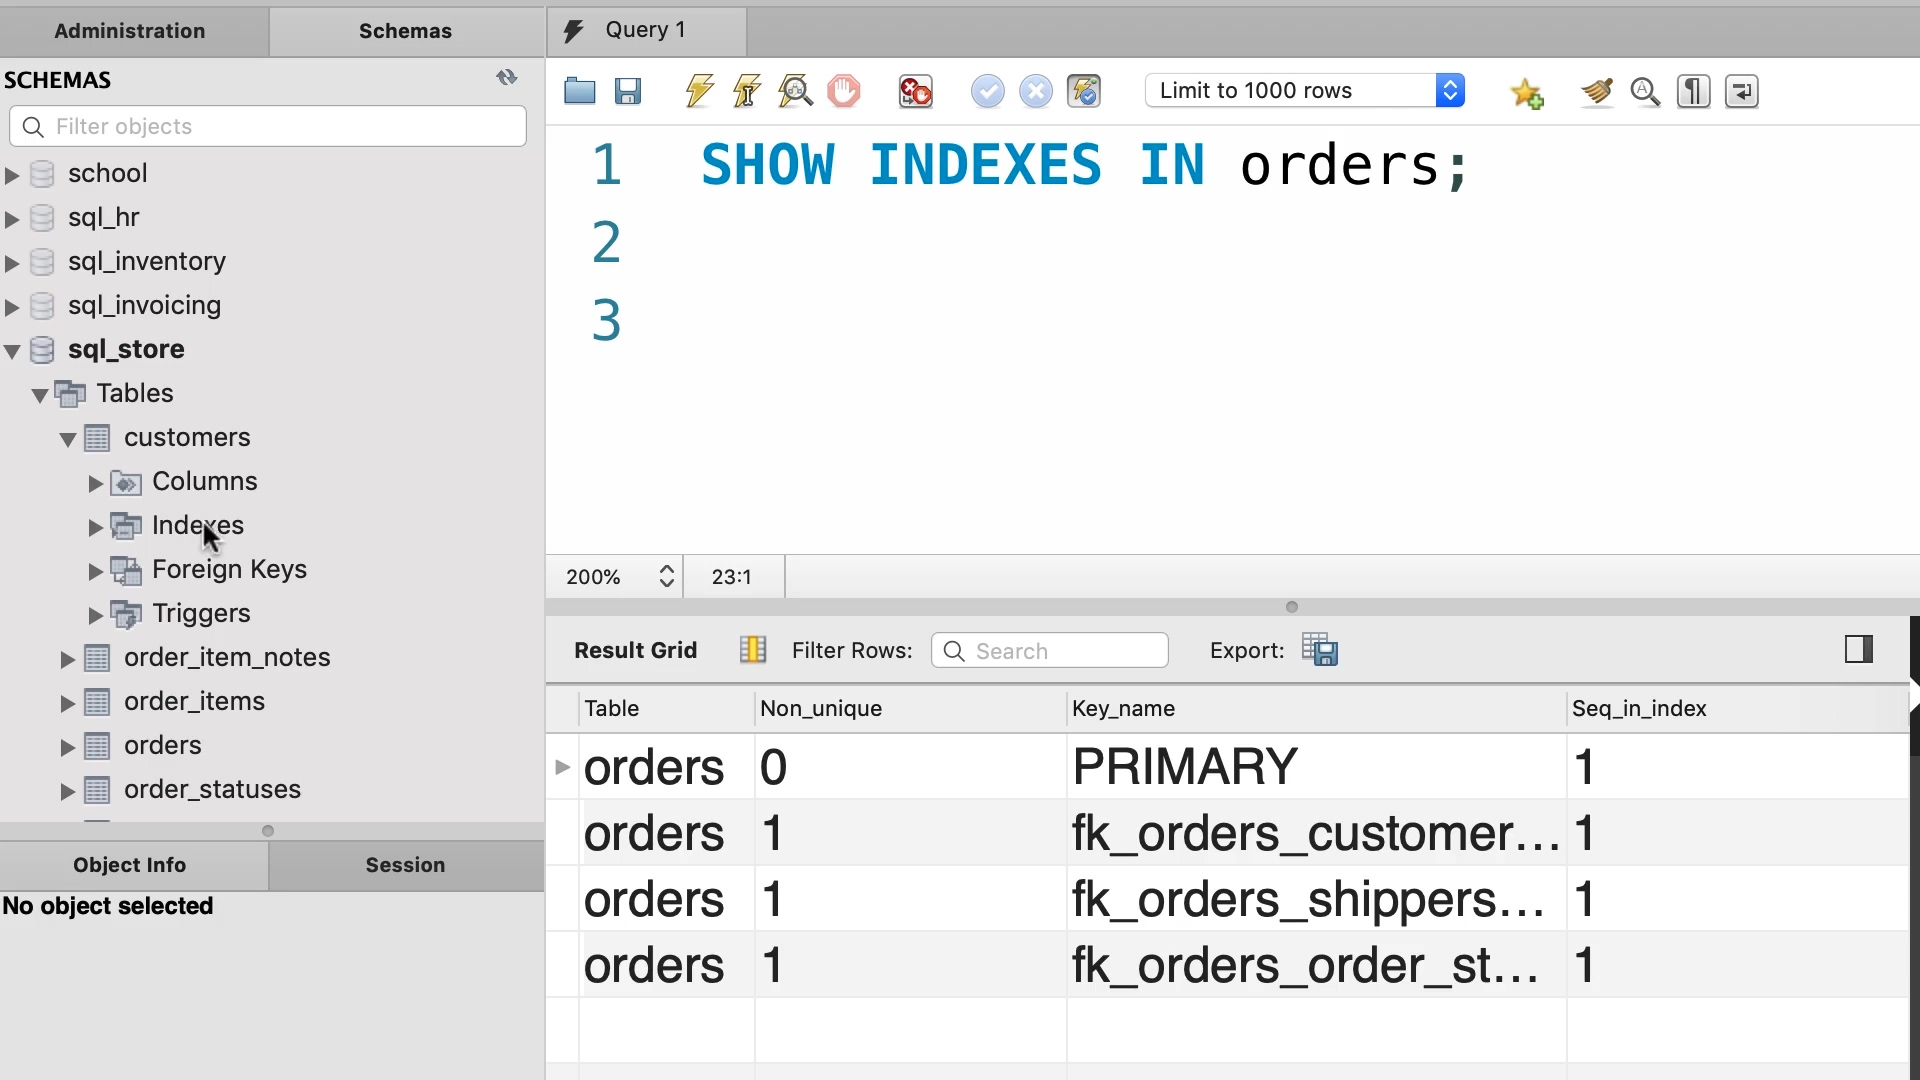 Administration
Schemas
SCHEMAS
Filter objects
school
sql_hr
sql_inventory
sql_invoicing
sql_store
Tables
customers
Columns
Indexes
Foreign Keys
Triggers
order_item_notes
order_items
orders
order_statuses
Object Info
Session
No object selected
Query 1
Limit to 1000 rows
1 SHOW INDEXES IN orders;
2
3
200% 23:1
Result Grid Filter Rows: Search Export:
Table Non_unique Key_name Seq_in_index
orders 0 PRIMARY 1
orders 1 fk_orders_customer... 1
orders 1 fk_orders_shippers... 1
orders 1 fk_orders_order_st... 1